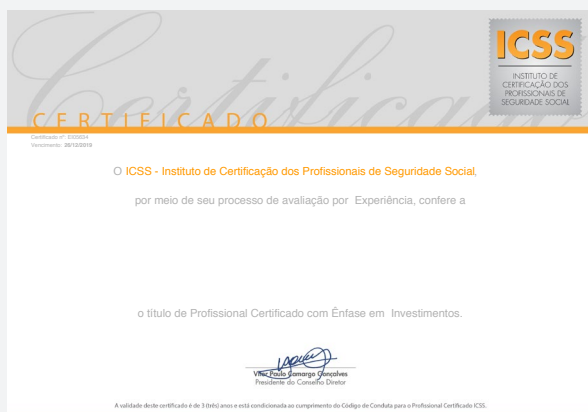 Certificado
ICSS
INSTITUTO DE
CERTIFICAÇÃO DOS
PROFISSIONAIS DE
SEGURIDADE SOCIAL
CERTIFICADO
Certificado nº:
Vencimento: 26/12/2019
O ICSS - Instituto de Certificação dos Profissionais de Seguridade Social,
por meio de seu processo de avaliação por Experiência, confere a
o título de Profissional Certificado com Ênfase em Investimentos.
Vitor Paulo Camargo Gonçalves
Presidente do Conselho Diretor
A validade deste certificado é de 3 (três) anos e está condicionada ao cumprimento do Código de Conduta para o Profissional Certificado ICSS.